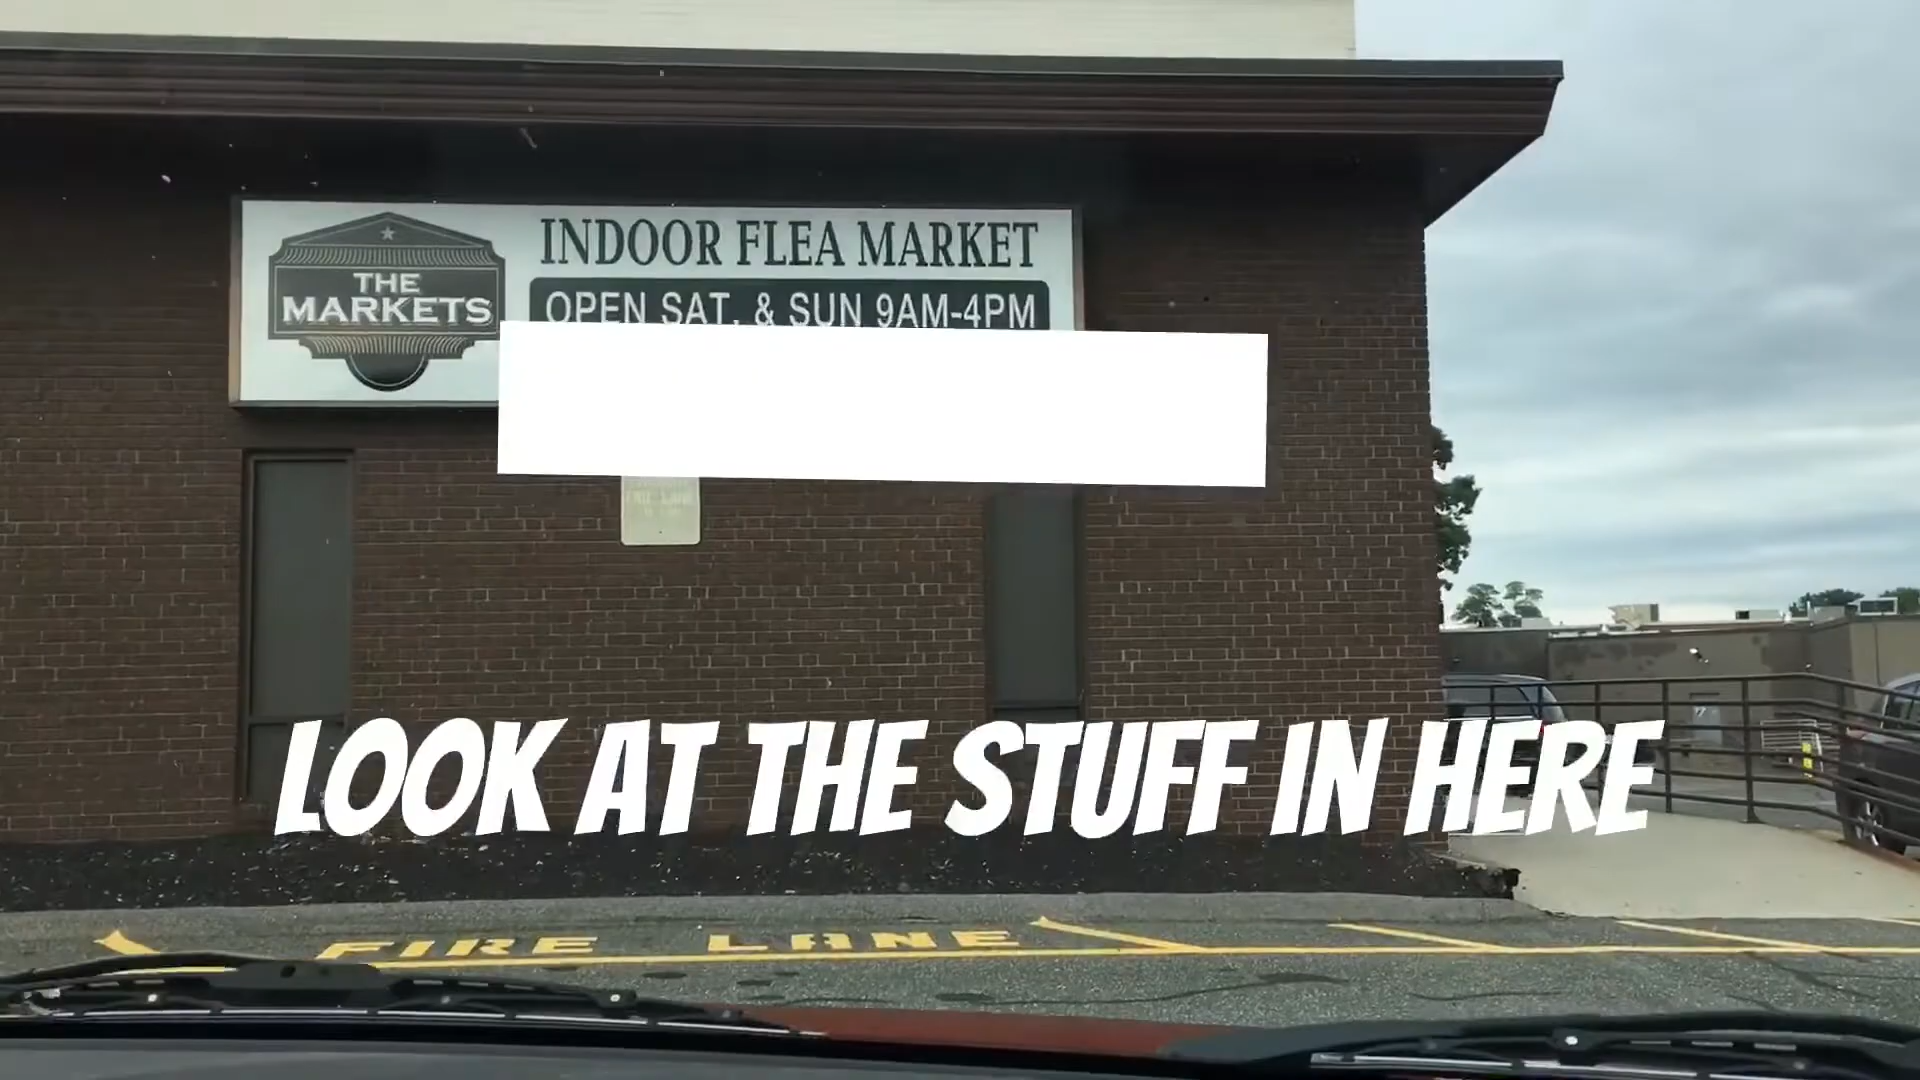 THE
MARKETS
INDOOR FLEA MARKET
OPEN SAT. & SUN 9AM-4PM
LOOK AT THE STUFF IN HERE
FIRE LANE